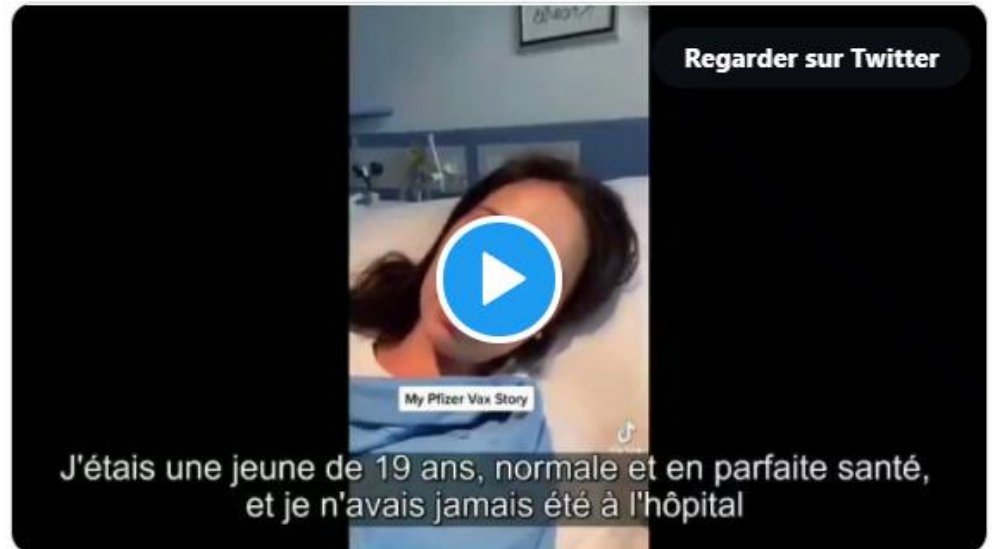 Regarder sur Twitter
My Pfizer Vax Story
J'étais une jeune de 19 ans, normale et en parfaite santé,
et je n'avais jamais été à l'hôpital